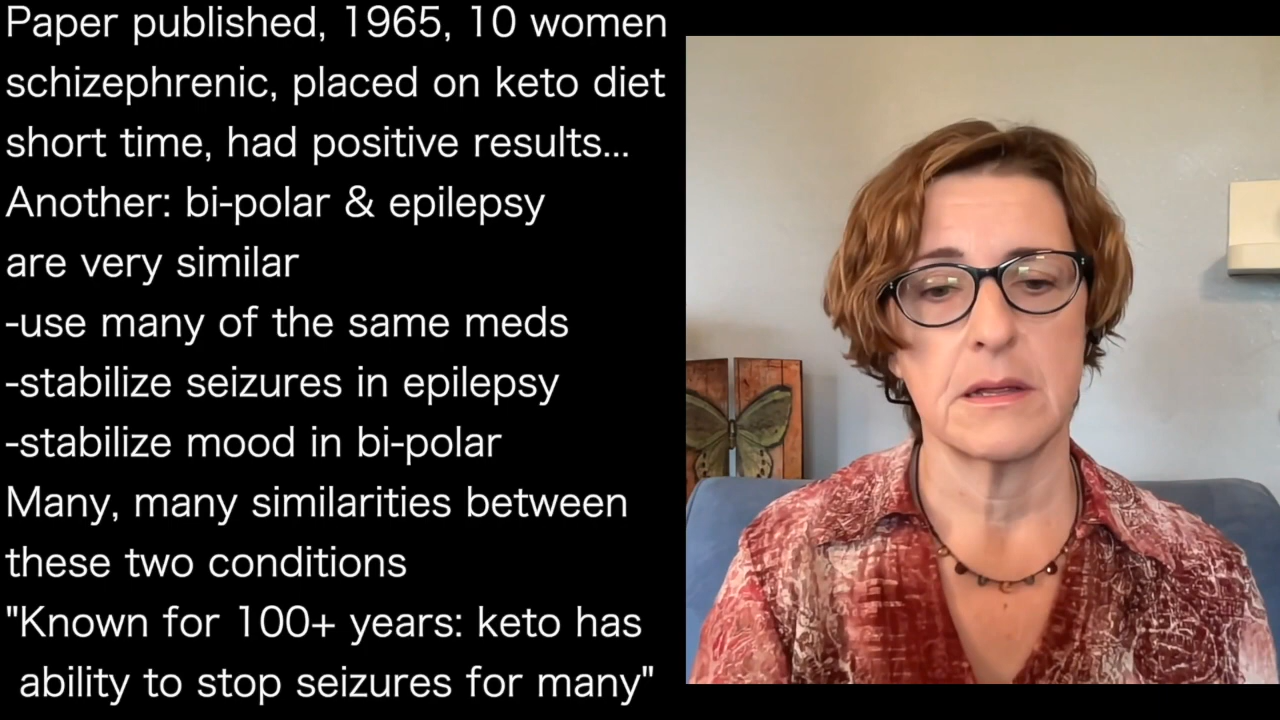 Paper published, 1965, 10 women
schizephrenic, placed on keto diet
short time, had positive results...
Another: bi-polar & epilepsy
are very similar
-use many of the same meds
-stabilize seizures in epilepsy
-stabilize mood in bi-polar
Many, many similarities between
these two conditions
"Known for 100+ years: keto has
ability to stop seizures for many"